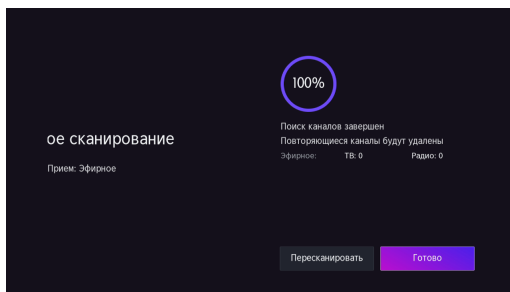 100%
ое сканирование
Прием: Эфирное
Поиск каналов завершен
Повторяющиеся каналы будут удалены
Эфирное: ТВ: 0 Радио: 0
Пересканировать Готово